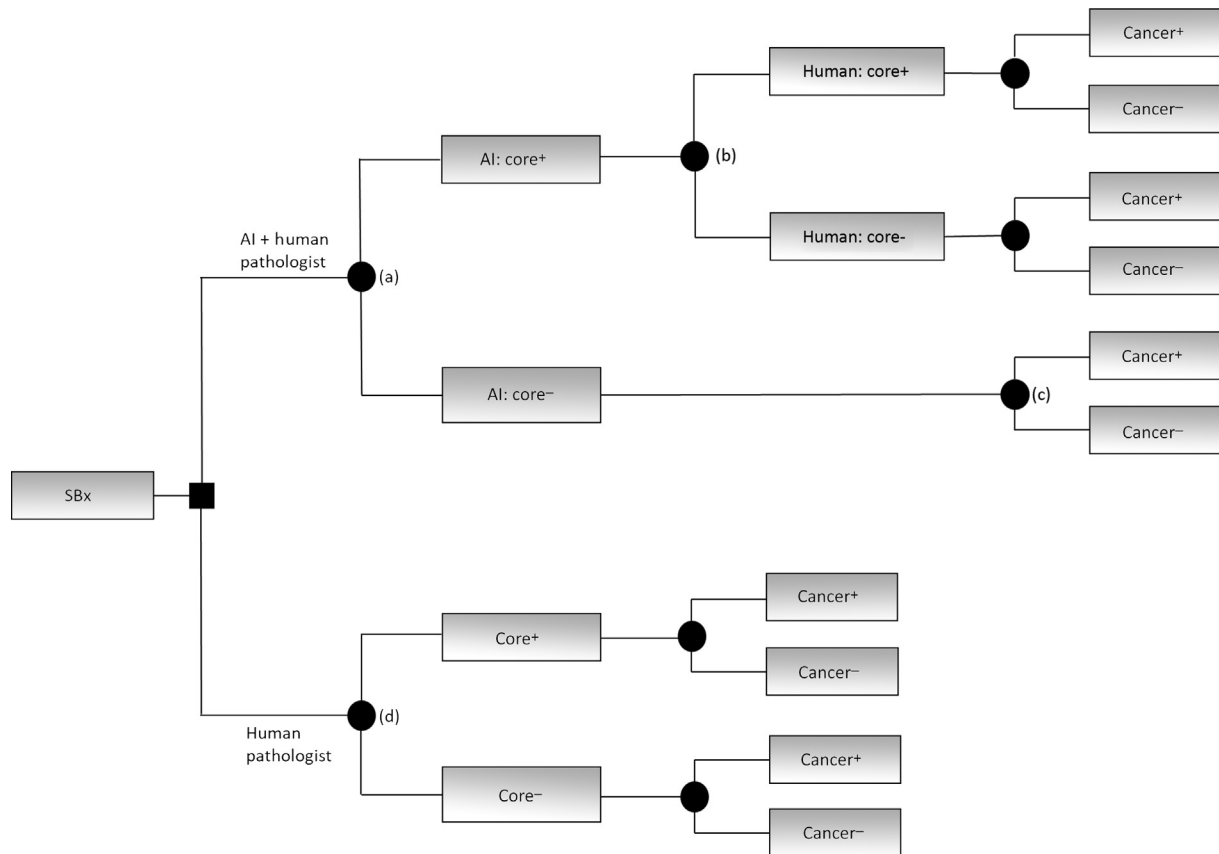 Cancer⁺
Human: core+
Cancer⁻
AI: core⁺
(b)
Cancer⁺
Human: core-
Cancer⁻
AI + human
pathologist
(a)
Cancer⁺
AI: core⁻
(c)
Cancer⁻
SBx
Cancer⁺
Core⁺
Cancer⁻
(d)
Human
pathologist
Cancer⁺
Core⁻
Cancer⁻